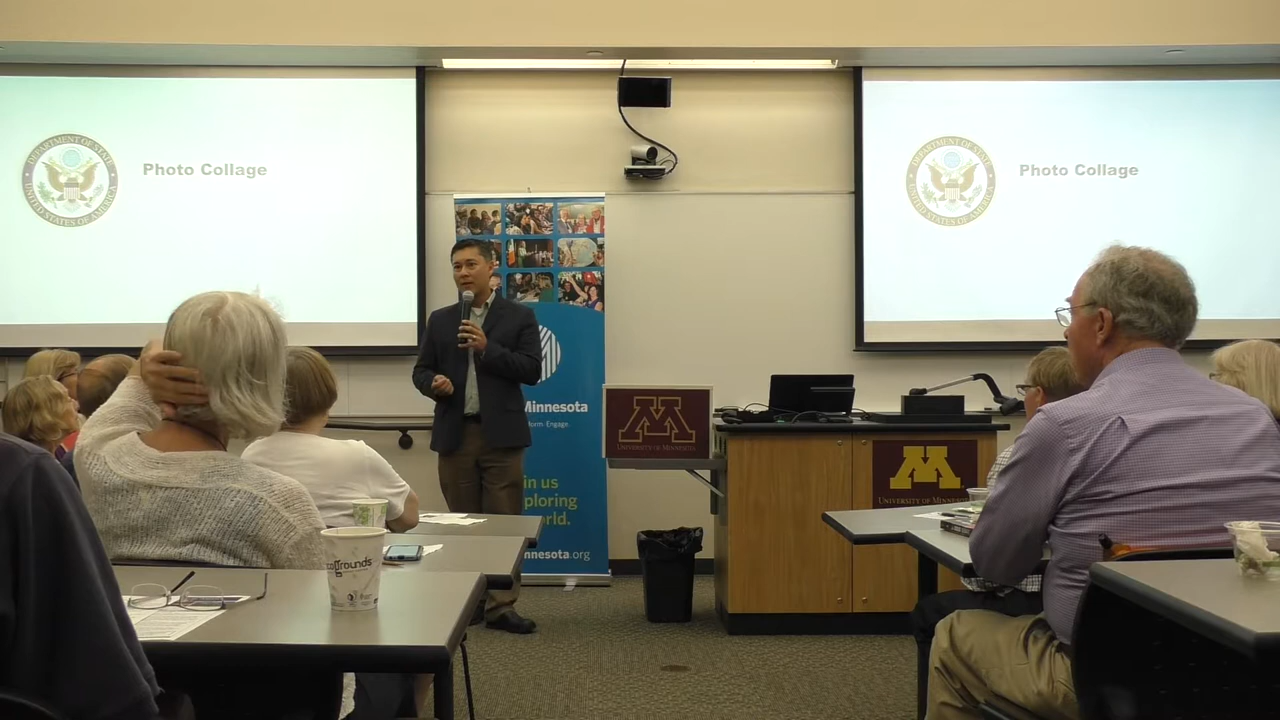 DEPARTMENT OF STATE
UNITED STATES OF AMERICA
Photo Collage
DEPARTMENT OF STATE
UNITED STATES OF AMERICA
Photo Collage
Minnesota
Engage.
in us
ploring
rld.
nnesota.org
M
UNIVERSITY OF MINNESOTA
M
UNIVERSITY OF MINNESOTA
grounds